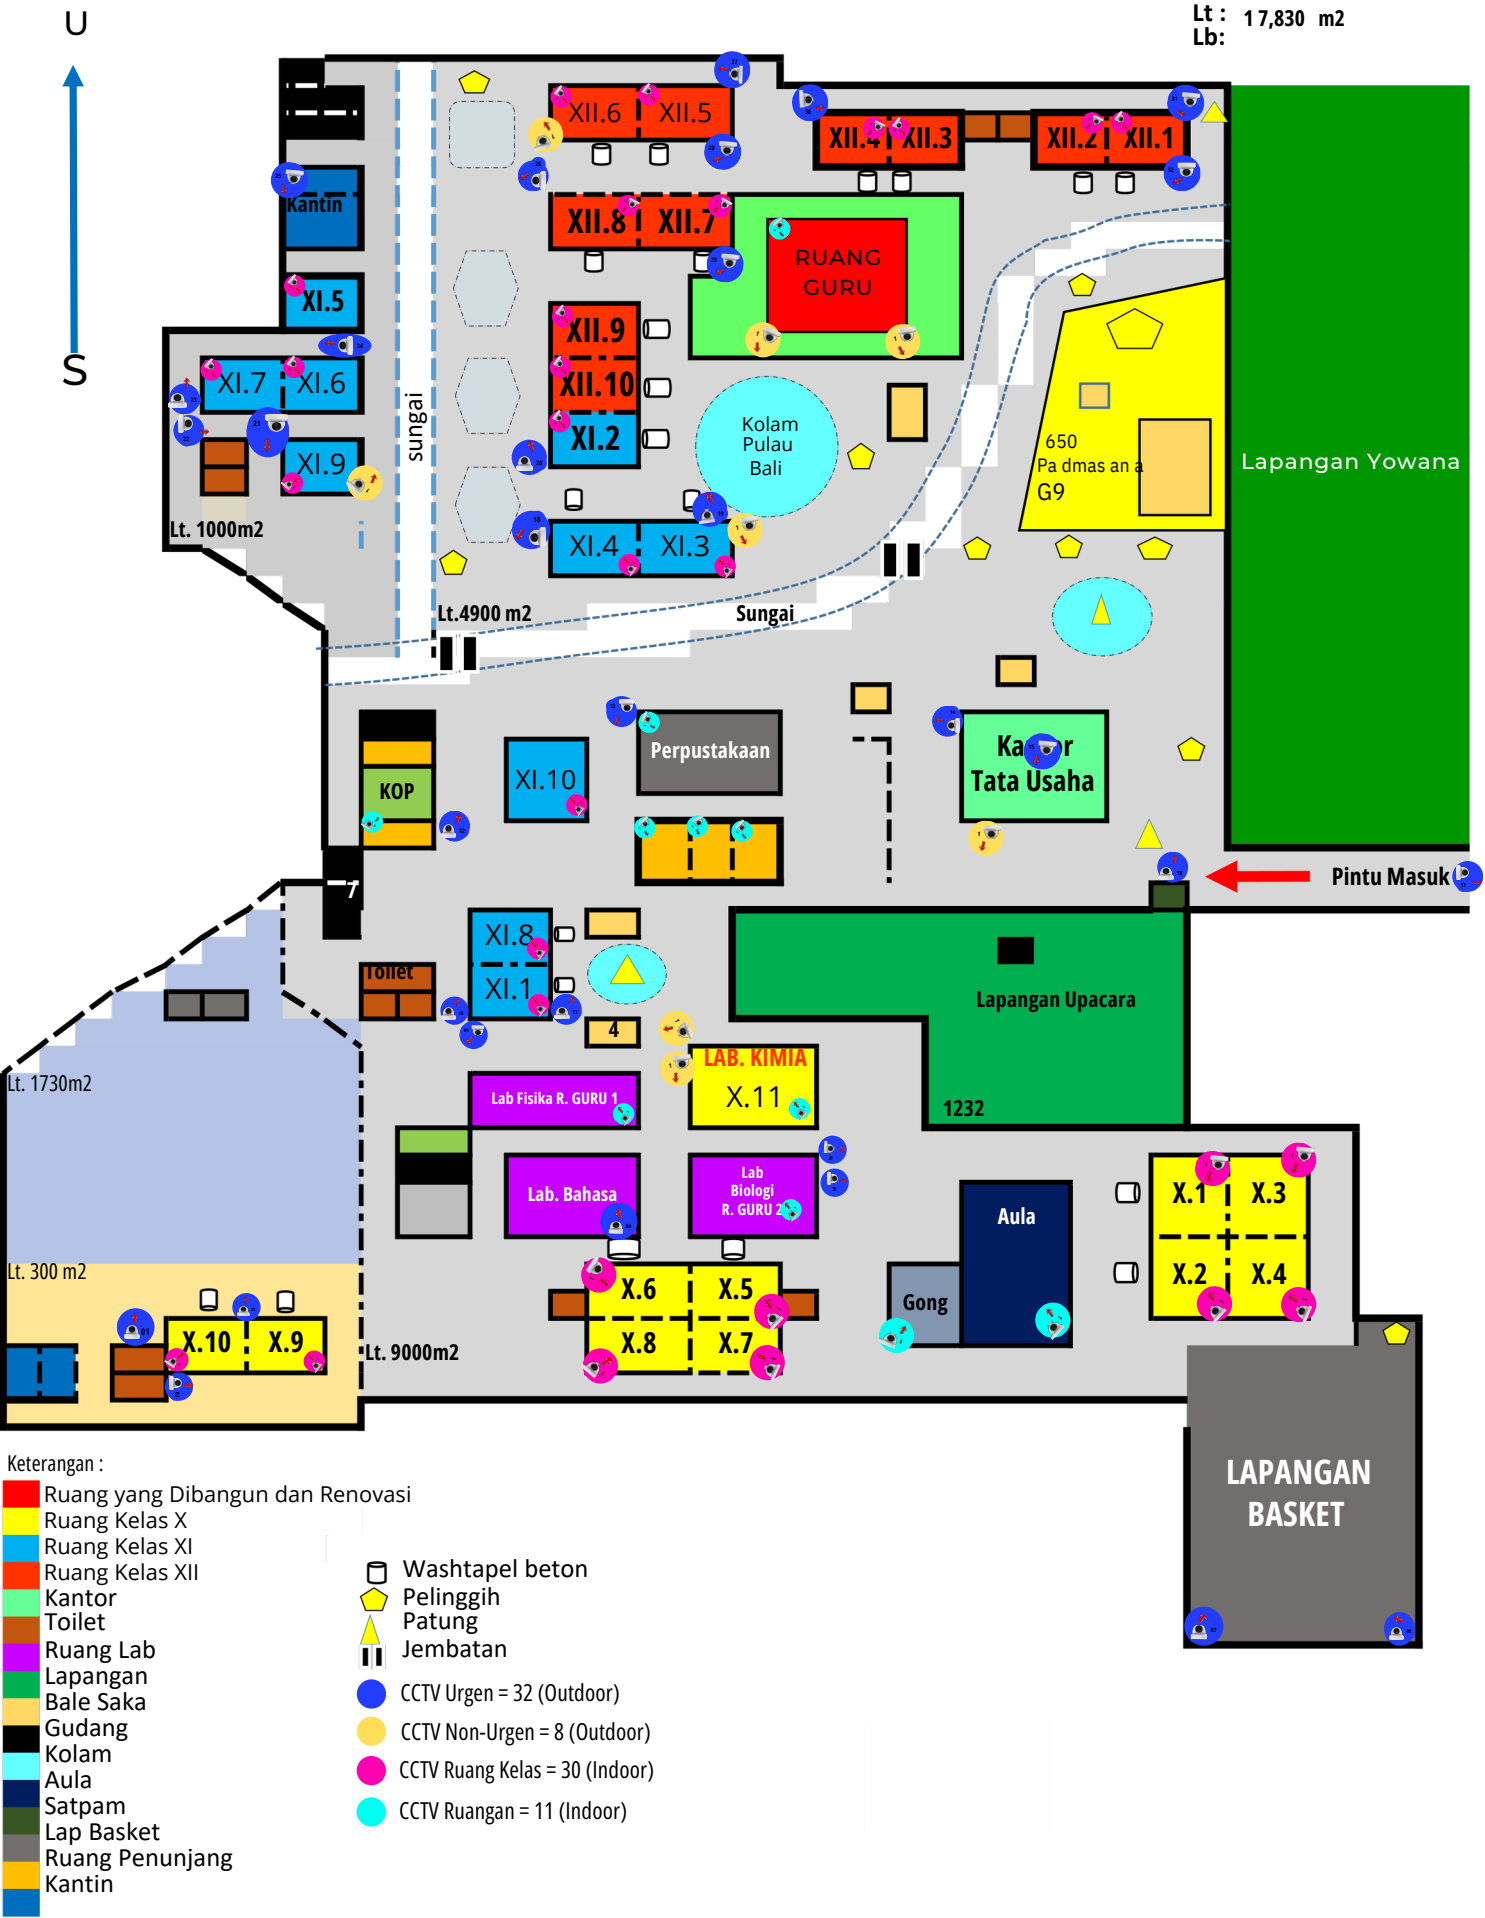 U
S
Lt : 17,830 m2
Lb:
XII.6
XII.5
XII.4
XII.3
XII.2
XII.1
Kantin
XII.8
XII.7
RUANG
GURU
XI.5
XII.9
XII.10
XI.2
XI.7
XI.6
XI.9
sungai
Kolam
Pulau
Bali
650
Padmasana
G9
Lapangan Yowana
Lt. 1000m2
XI.4
XI.3
Lt.4900 m2
Sungai
KOP
XI.10
Perpustakaan
Tata Usaha
7
Pintu Masuk
XI.8
XI.1
Toilet
4
Lapangan Upacara
1232
LAB. KIMIA
X.11
Lt. 1730m2
Lab Fisika R. GURU 1
Lab. Bahasa
Lab
Biologi
R. GURU 2
Aula
Gong
X.1
X.3
X.2
X.4
Lt. 300 m2
X.6
X.5
X.8
X.7
X.10
X.9
Lt. 9000m2
LAPANGAN
BASKET
Keterangan :
Ruang yang Dibangun dan Renovasi
Ruang Kelas X
Ruang Kelas XI
Ruang Kelas XII
Kantor
Toilet
Ruang Lab
Lapangan
Bale Saka
Gudang
Kolam
Aula
Satpam
Lap Basket
Ruang Penunjang
Kantin
Washtapel beton
Pelinggih
Patung
Jembatan
CCTV Urgen = 32 (Outdoor)
CCTV Non-Urgen = 8 (Outdoor)
CCTV Ruang Kelas = 30 (Indoor)
CCTV Ruangan = 11 (Indoor)